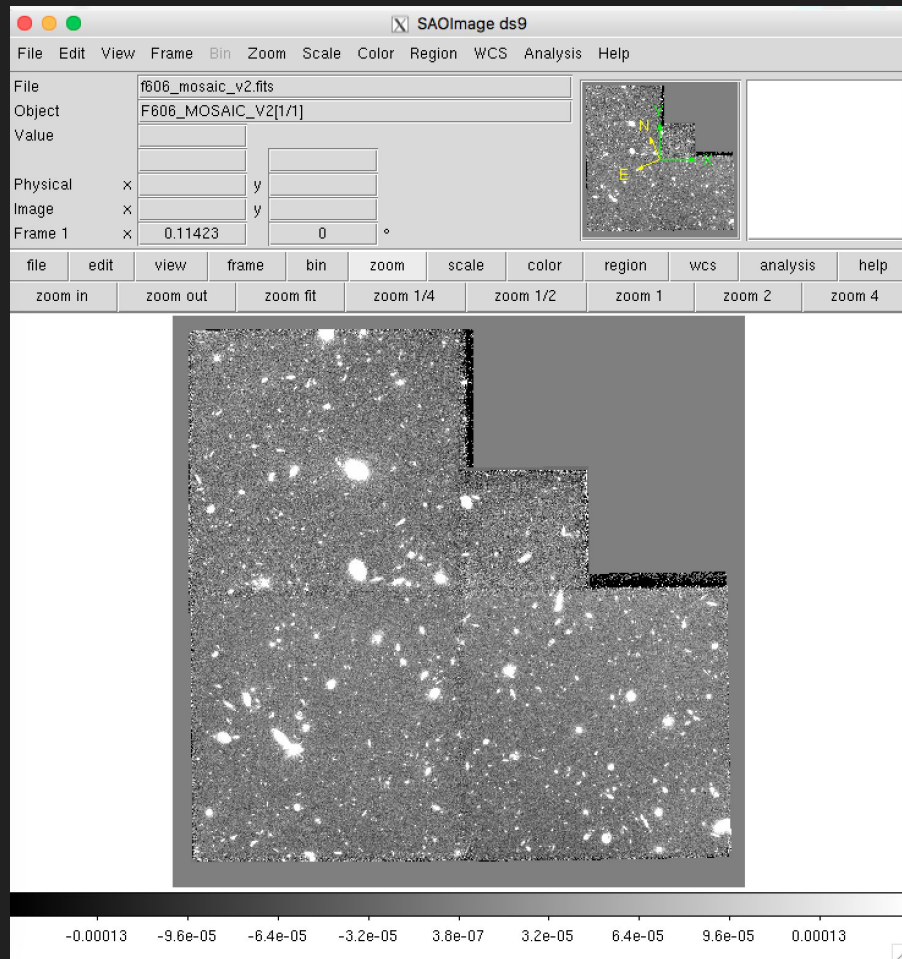 X SAOImage ds9
File Edit View Frame Bin Zoom Scale Color Region WCS Analysis Help
File f606_mosaic_v2.fits
Object F606_MOSAIC_V2[1/1]
Value
Physical x y
Image x y
Frame 1 x 0.11423 0 °
N
E
X
file edit view frame bin zoom scale color region wcs analysis help
zoom in zoom out zoom fit zoom 1/4 zoom 1/2 zoom 1 zoom 2 zoom 4
-0.00013 -9.6e-05 -6.4e-05 -3.2e-05 3.8e-07 3.2e-05 6.4e-05 9.6e-05 0.00013